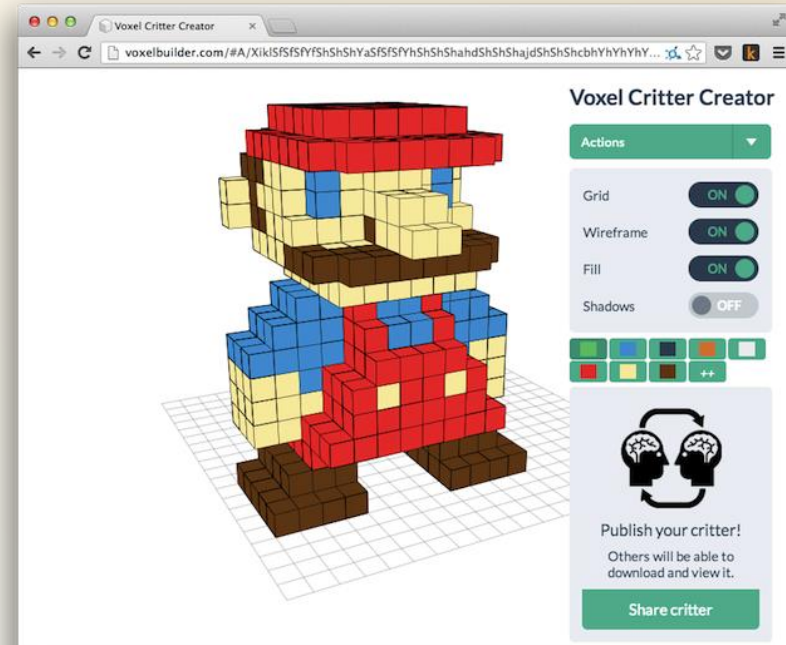 Voxel Critter Creator
voxelbuilder.com/#A/XiklSfSfSfYfShShShYaSfSfSfYhShShShahdShShShajdShShShcbhYhYhYhY...
k
Voxel Critter Creator
Actions
Grid ON
Wireframe ON
Fill ON
Shadows OFF
++
Publish your critter!
Others will be able to
download and view it.
Share critter